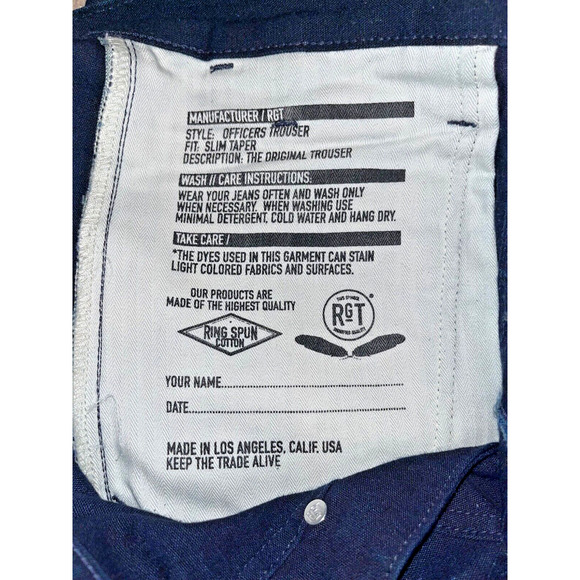 MANUFACTURER / RGT
STYLE: OFFICERS TROUSER
FIT: SLIM TAPER
DESCRIPTION: THE ORIGINAL TROUSER
WASH // CARE INSTRUCTIONS:
WEAR YOUR JEANS OFTEN AND WASH ONLY
WHEN NECESSARY. WHEN WASHING USE
MINIMAL DETERGENT, COLD WATER AND HANG DRY.
TAKE CARE /
*THE DYES USED IN THIS GARMENT CAN STAIN
LIGHT COLORED FABRICS AND SURFACES.
OUR PRODUCTS ARE
MADE OF THE HIGHEST QUALITY
RING SPUN
COTTON
THIS SYMBOL
RGT
®
YOUR NAME
DATE
MADE IN LOS ANGELES, CALIF. USA
KEEP THE TRADE ALIVE